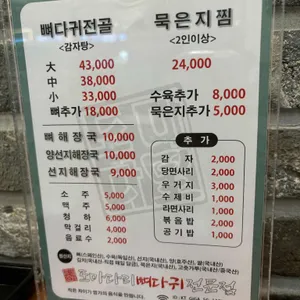 뼈다귀전골
<감자탕>
大 43,000
中 38,000
小 33,000
뼈추가 18,000
묵은지찜
<2인이상>
24,000
수육추가 8,000
묵은지추가 5,000
뼈해장국 10,000
양선지해장국 10,000
선지해장국 9,000
소주 5,000
맥주 5,000
청하 6,000
막걸리 4,000
음료수 2,000
추가
감자 2,000
당면사리 2,000
우거지 3,000
수제비 1,000
라면사리 1,000
볶음밥 2,000
공기밥 1,000
뼈다귀